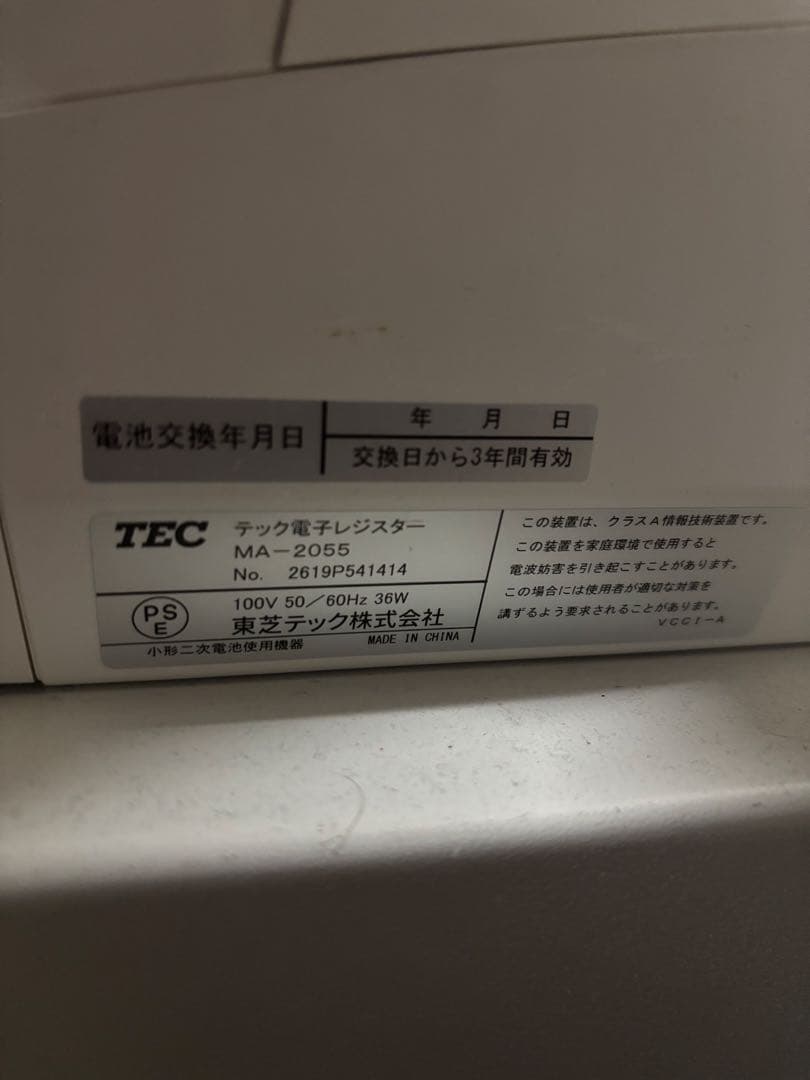 電池交換年月日
年 月 日
交換日から3年間有効
TEC テック電子レジスター
MA-2055
No. 2619P541414
PSE
100V 50/60Hz 36W
東芝テック株式会社
小形二次電池使用機器
MADE IN CHINA
この装置は、クラスA情報技術装置です。
この装置を家庭環境で使用すると
電波妨害を引き起こすことがあります。
この場合には使用者が適切な対策を
講ずるよう要求されることがあります。
VCCI-A